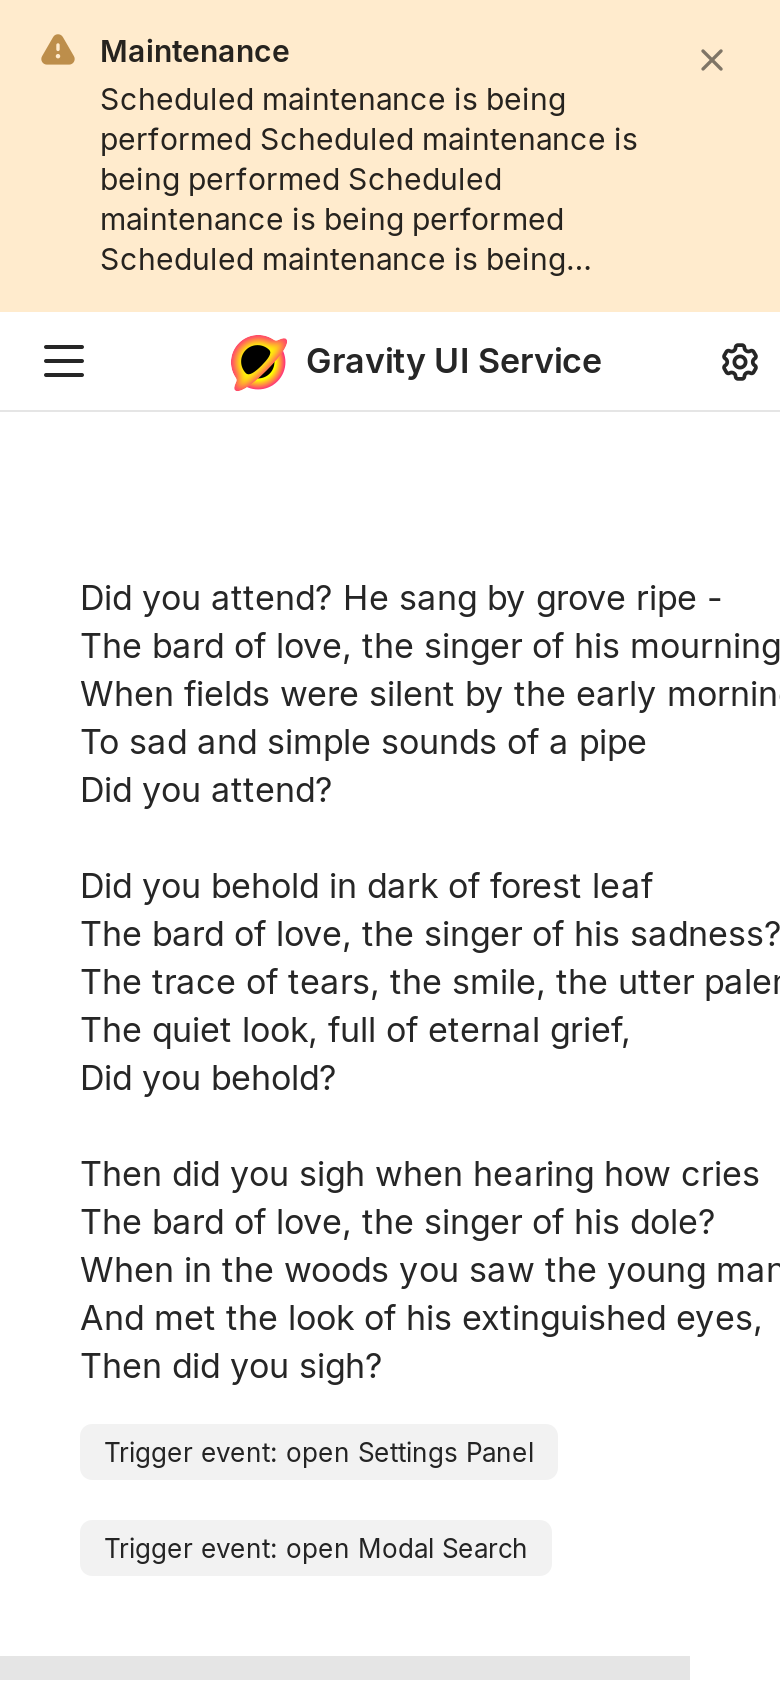 Maintenance
Scheduled maintenance is being
performed Scheduled maintenance is
being performed Scheduled
maintenance is being performed
Scheduled maintenance is being...
Gravity UI Service
Did you attend? He sang by grove ripe -
The bard of love, the singer of his mourning
When fields were silent by the early
To sad and simple sounds of a pipe
Did you attend?
Did you behold in dark of forest leaf
The bard of love, the singer of his sadness?
The trace of tears, the smile, the utter
The quiet look, full of eternal grief,
Did you behold?
Then did you sigh when hearing how cries
The bard of love, the singer of his dole?
When in the woods you saw the young man
And met the look of his extinguished eyes,
Then did you sigh?
Trigger event: open Settings Panel
Trigger event: open Modal Search